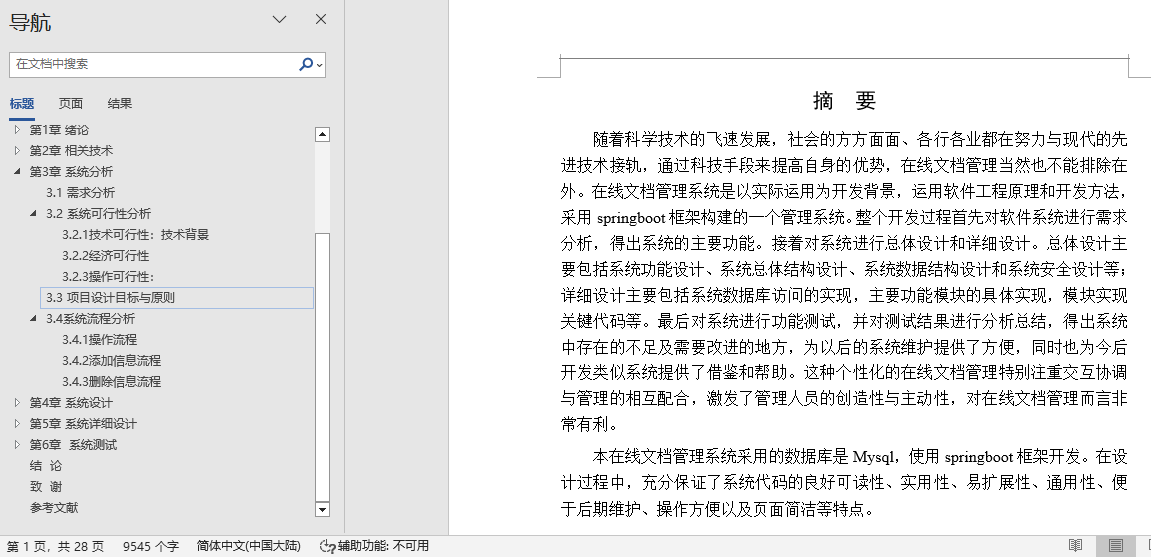 导航
在文档中搜索
标题 页面 结果
第1章 绪论
第2章 相关技术
第3章 系统分析
3.1 需求分析
3.2 系统可行性分析
3.2.1技术可行性：技术背景
3.2.2经济可行性
3.2.3操作可行性：
3.3 项目设计目标与原则
3.4系统流程分析
3.4.1操作流程
3.4.2添加信息流程
3.4.3删除信息流程
第4章 系统设计
第5章 系统详细设计
第6章 系统测试
结 论
致 谢
参考文献
摘 要
随着科学技术的飞速发展，社会的方方面面、各行各业都在努力与现代的先
进技术接轨，通过科技手段来提高自身的优势，在线文档管理当然也不能排除在
外。在线文档管理系统是以实际运用为开发背景，运用软件工程原理和开发方法，
采用 springboot 框架构建的一个管理系统。整个开发过程首先对软件系统进行需求
分析，得出系统的主要功能。接着对系统进行总体设计和详细设计。总体设计主
要包括系统功能设计、系统总体结构设计、系统数据结构设计和系统安全设计等；
详细设计主要包括系统数据库访问的实现，主要功能模块的具体实现，模块实现
关键代码等。最后对系统进行功能测试，并对测试结果进行分析总结，得出系统
中存在的不足及需要改进的地方，为以后的系统维护提供了方便，同时也为今后
开发类似系统提供了借鉴和帮助。这种个性化的在线文档管理特别注重交互协调
与管理的相互配合，激发了管理人员的创造性与主动性，对在线文档管理而言非
常有利。
本在线文档管理系统采用的数据库是 Mysql，使用 springboot 框架开发。在设
计过程中，充分保证了系统代码的良好可读性、实用性、易扩展性、通用性、便
于后期维护、操作方便以及页面简洁等特点。
第 1 页，共 28 页 9545 个字 简体中文(中国大陆) 辅助功能: 不可用